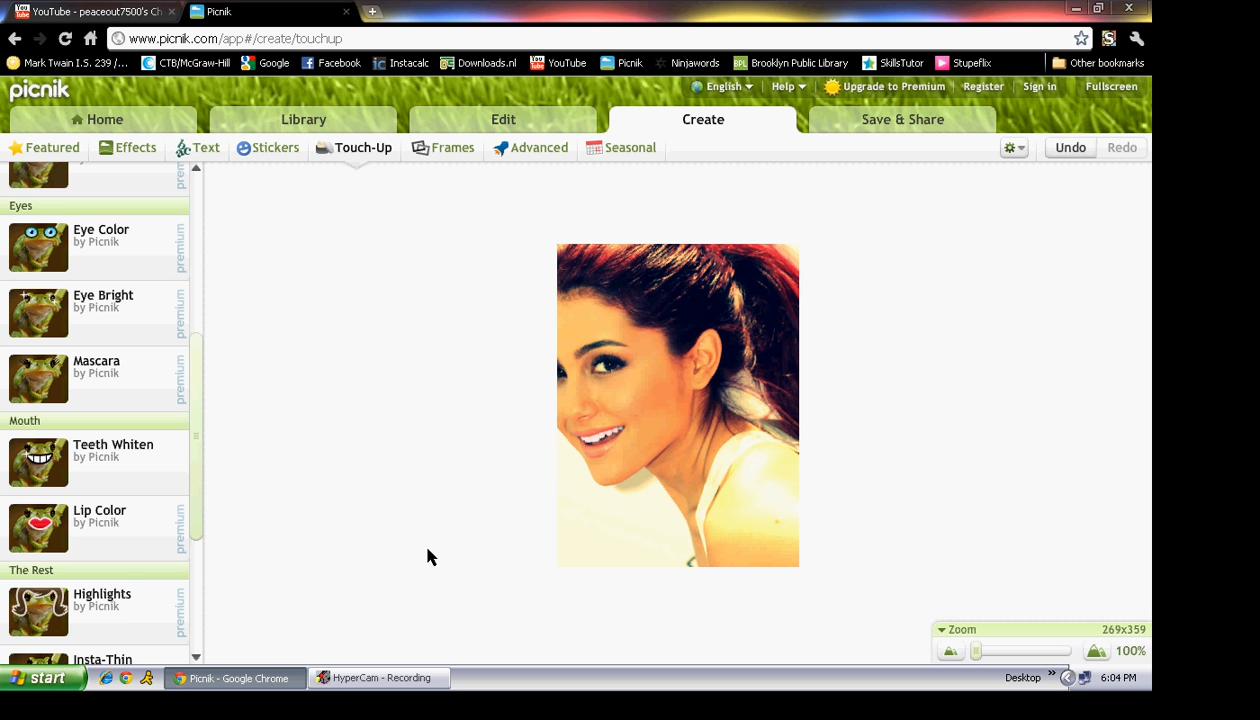 YouTube - peaceout7500's Ch
Picnik
www.picnik.com/app#/create/touchup
Mark Twain I.S. 239 /...
CTB/McGraw-Hill
Google
Facebook
Instacalc
Downloads.nl
YouTube
Picnik
Ninjawords
BPL Brooklyn Public Library
SkillsTutor
Stupeflix
Other bookmarks
picnik
English
Help
Upgrade to Premium
Register
Sign in
Fullscreen
Home
Library
Edit
Create
Save & Share
Featured
Effects
Text
Stickers
Touch-Up
Frames
Advanced
Seasonal
Undo
Redo
premium
Eyes
Eye Color
by Picnik
premium
Eye Bright
by Picnik
premium
Mascara
by Picnik
premium
Mouth
Teeth Whiten
by Picnik
Lip Color
by Picnik
premium
The Rest
Highlights
by Picnik
premium
Insta-Thin
Zoom
269x359
100%
start
Picnik - Google Chrome
HyperCam - Recording
Desktop
6:04 PM